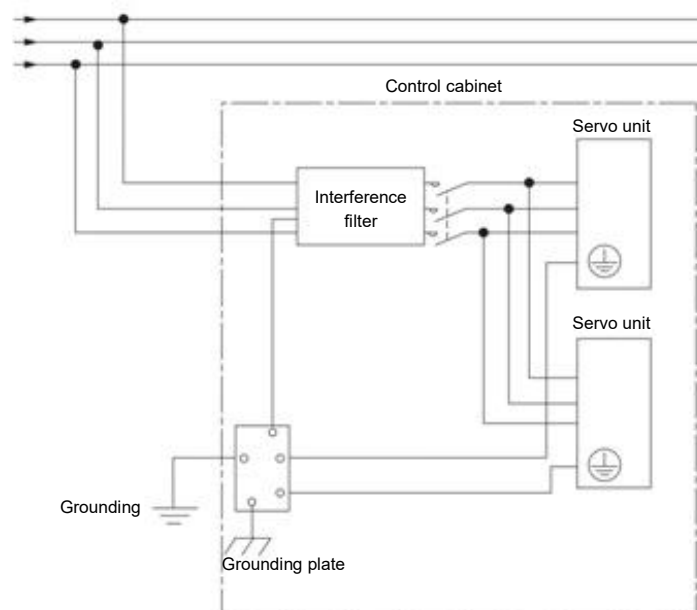 Control cabinet
Servo unit
Interference
filter
Servo unit
Grounding
Grounding plate